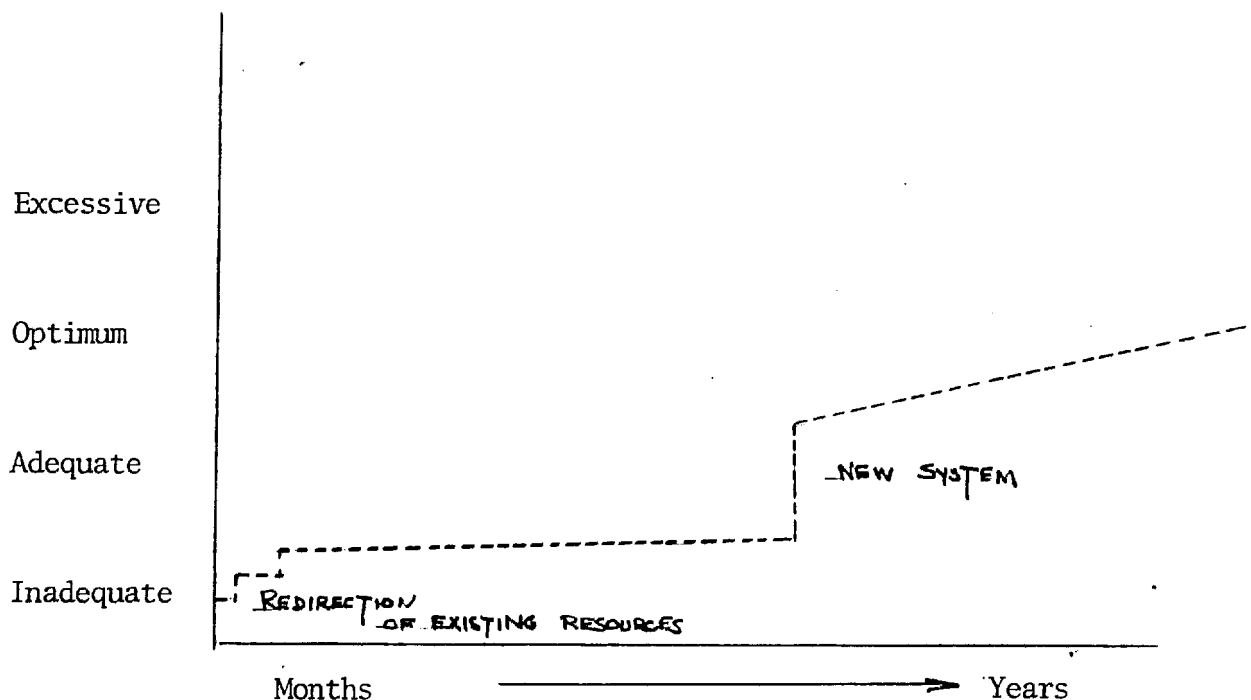 Excessive
Optimum
Adequate
NEW SYSTEM
Inadequate
REDIRECTION
OF EXISTING RESOURCES
Months
Years